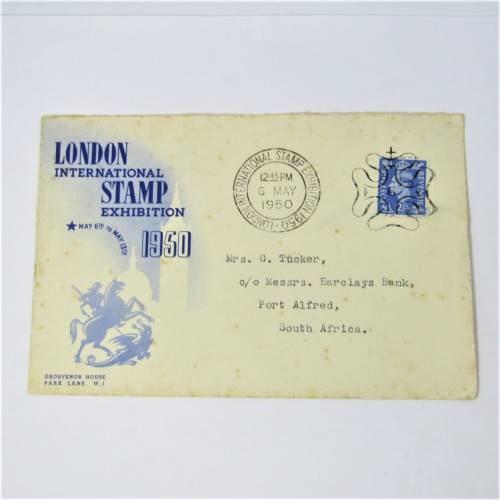 LONDON
INTERNATIONAL
STAMP
EXHIBITION
MAY 6TH TO MAY 13TH
1950
GROSVENOR HOUSE
PARK LANE, W.1
LONDON INTERNATIONAL STAMP EXHIBITION 1950
12 45 PM
6 MAY
1950
Mrs. G. Tucker,
c/o Messrs. Barclays Bank,
Port Alfred,
South Africa.